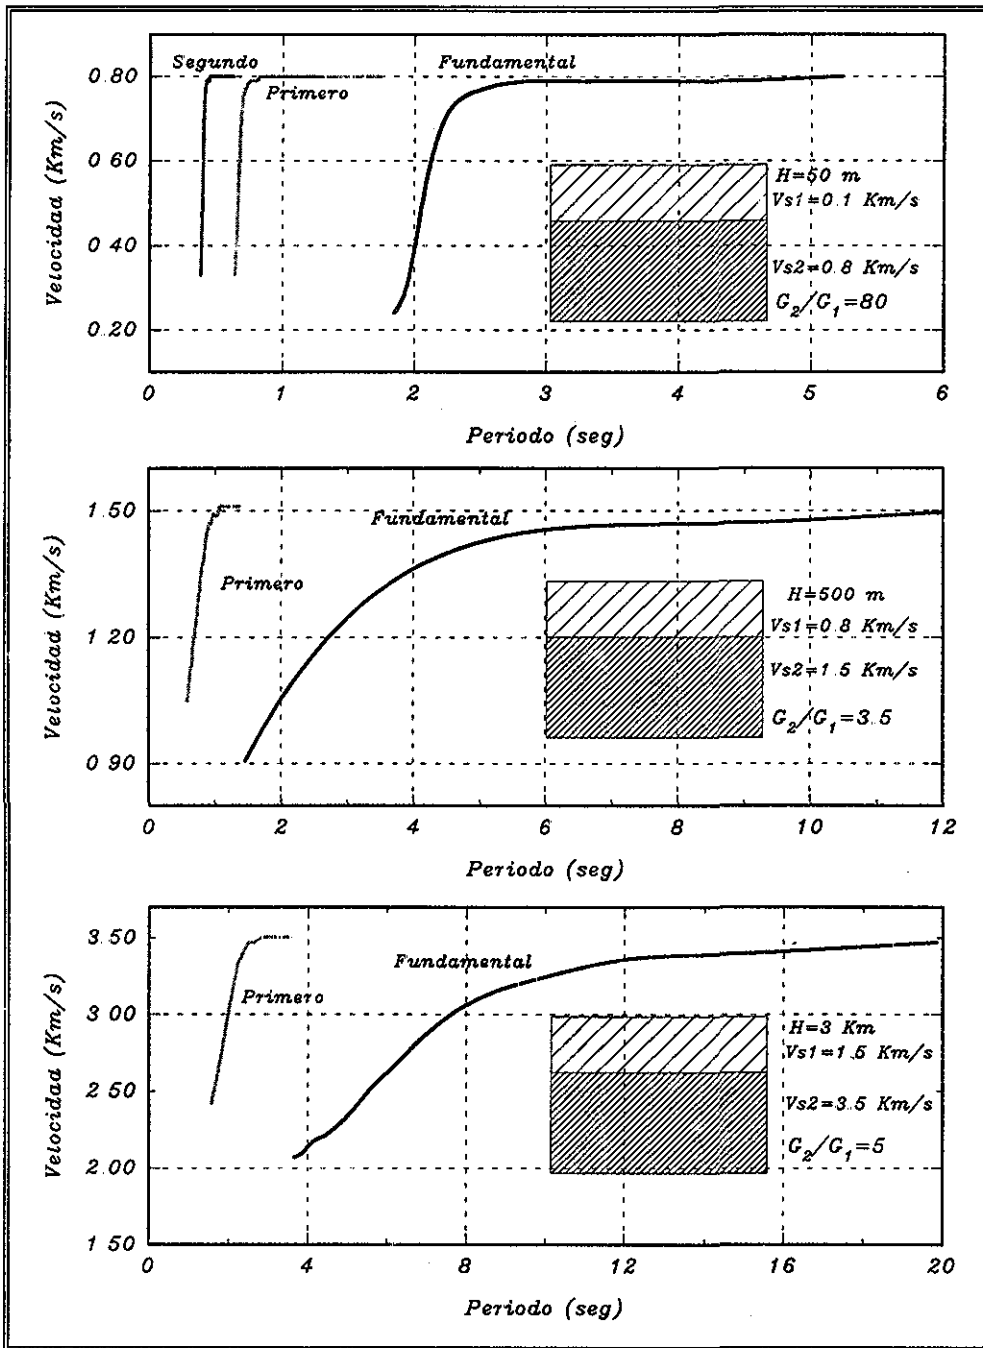 Segundo
Fundamental
Primero
0.80
0 60
0 40
0.20
Velocidad (Km/s)
H=50 m
Vs1=0.1 Km/s
Vs2=0.8 Km/s
G2/G1=80
0 1 2 3 4 5 6
Periodo (seg)
1.50
1.20
0 90
Velocidad (Km/s)
Fundamental
Primero
H=500 m
Vs1=0.8 Km/s
Vs2=1.5 Km/s
G2/G1=3.5
0 2 4 6 8 10 12
Periodo (seg)
3.50
3 00
2 50
2.00
1 50
Velocidad (Km/s)
Fundamental
Primero
H=3 Km
Vs1=1.5 Km/s
Vs2=3.5 Km/s
G2/G1=5
0 4 8 12 16 20
Periodo (seg)